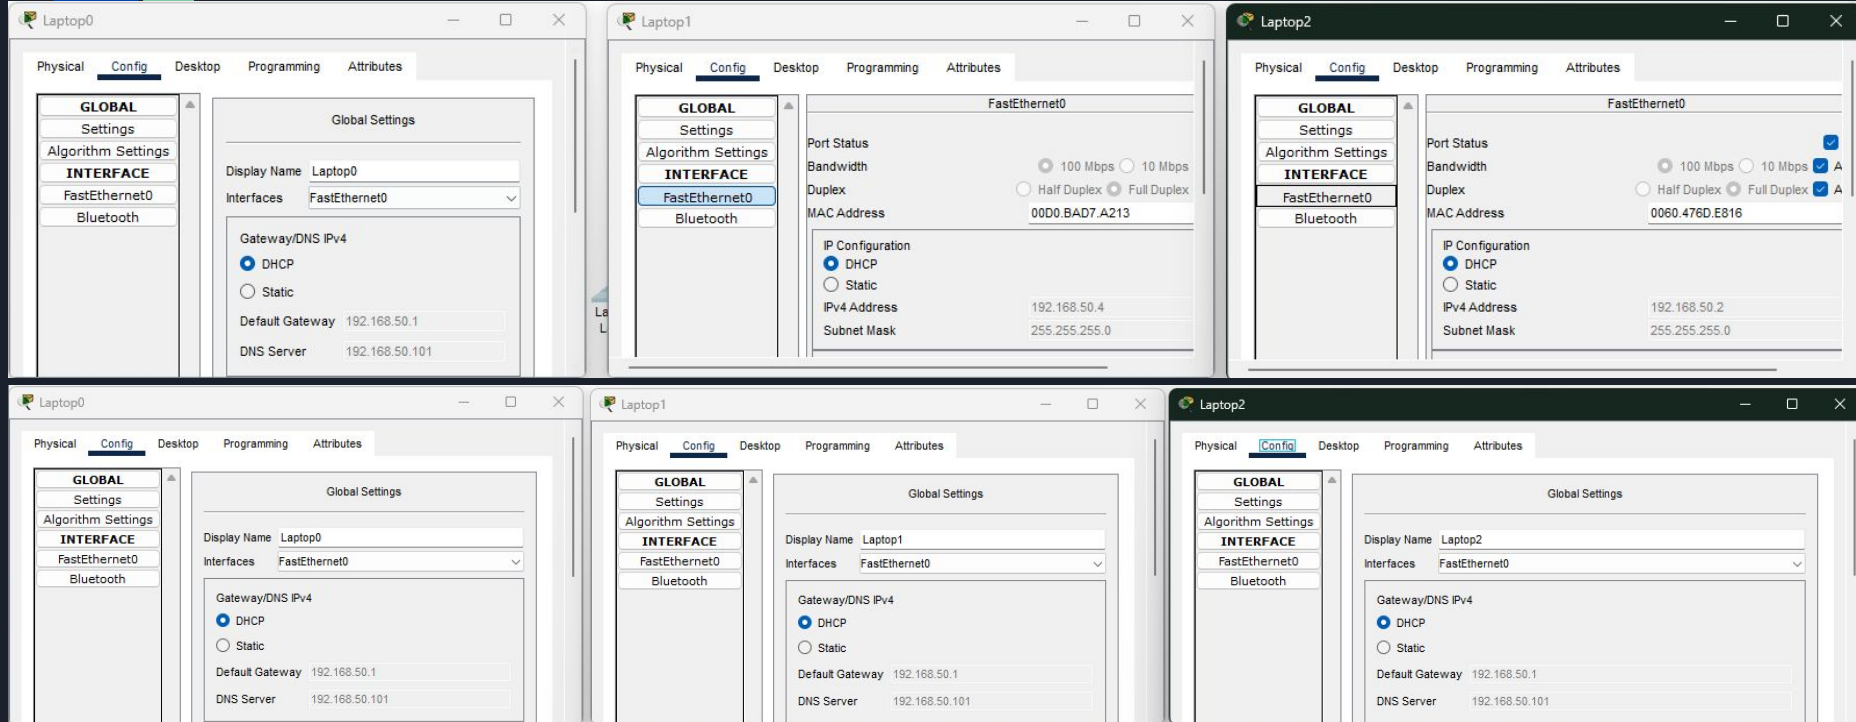 Laptop0
Physical Config Desktop Programming Attributes
GLOBAL
Settings
Algorithm Settings
INTERFACE
FastEthernet0
Bluetooth
Global Settings
Display Name Laptop0
Interfaces FastEthernet0
Gateway/DNS IPv4
DHCP
Static
Default Gateway 192.168.50.1
DNS Server 192.168.50.101
La
L
Laptop1
Physical Config Desktop Programming Attributes
GLOBAL
Settings
Algorithm Settings
INTERFACE
FastEthernet0
Bluetooth
FastEthernet0
Port Status
Bandwidth 100 Mbps 10 Mbps
Duplex Half Duplex Full Duplex
MAC Address 00D0.BAD7.A213
IP Configuration
DHCP
Static
IPv4 Address 192.168.50.4
Subnet Mask 255.255.255.0
Laptop2
Physical Config Desktop Programming Attributes
GLOBAL
Settings
Algorithm Settings
INTERFACE
FastEthernet0
Bluetooth
FastEthernet0
Port Status
Bandwidth 100 Mbps 10 Mbps A
Duplex Half Duplex Full Duplex A
MAC Address 0060.476D.E816
IP Configuration
DHCP
Static
IPv4 Address 192.168.50.2
Subnet Mask 255.255.255.0
Laptop0
Physical Config Desktop Programming Attributes
GLOBAL
Settings
Algorithm Settings
INTERFACE
FastEthernet0
Bluetooth
Global Settings
Display Name Laptop0
Interfaces FastEthernet0
Gateway/DNS IPv4
DHCP
Static
Default Gateway 192.168.50.1
DNS Server 192.168.50.101
Laptop1
Physical Config Desktop Programming Attributes
GLOBAL
Settings
Algorithm Settings
INTERFACE
FastEthernet0
Bluetooth
Global Settings
Display Name Laptop1
Interfaces FastEthernet0
Gateway/DNS IPv4
DHCP
Static
Default Gateway 192.168.50.1
DNS Server 192.168.50.101
Laptop2
Physical Config Desktop Programming Attributes
GLOBAL
Settings
Algorithm Settings
INTERFACE
FastEthernet0
Bluetooth
Global Settings
Display Name Laptop2
Interfaces FastEthernet0
Gateway/DNS IPv4
DHCP
Static
Default Gateway 192.168.50.1
DNS Server 192.168.50.101